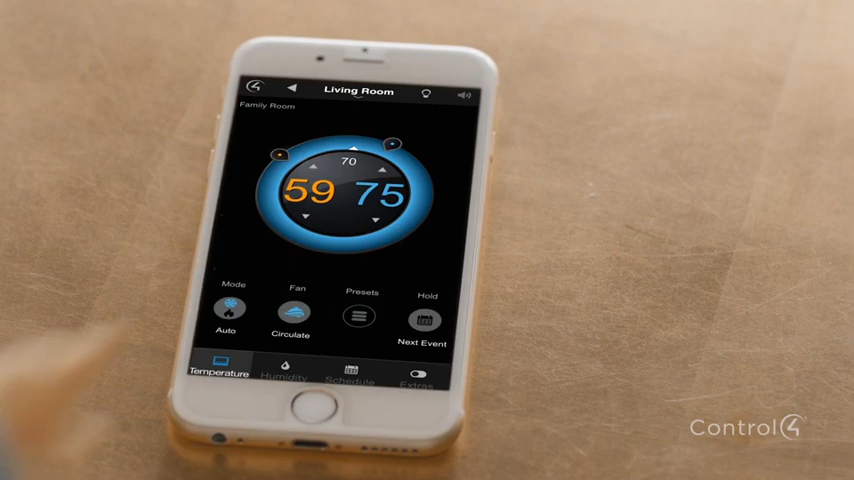 Living Room
Family Room
70
59 75
Mode Fan Presets Hold
Auto Circulate Next Event
Temperature Humidity Schedule Extras
Control4